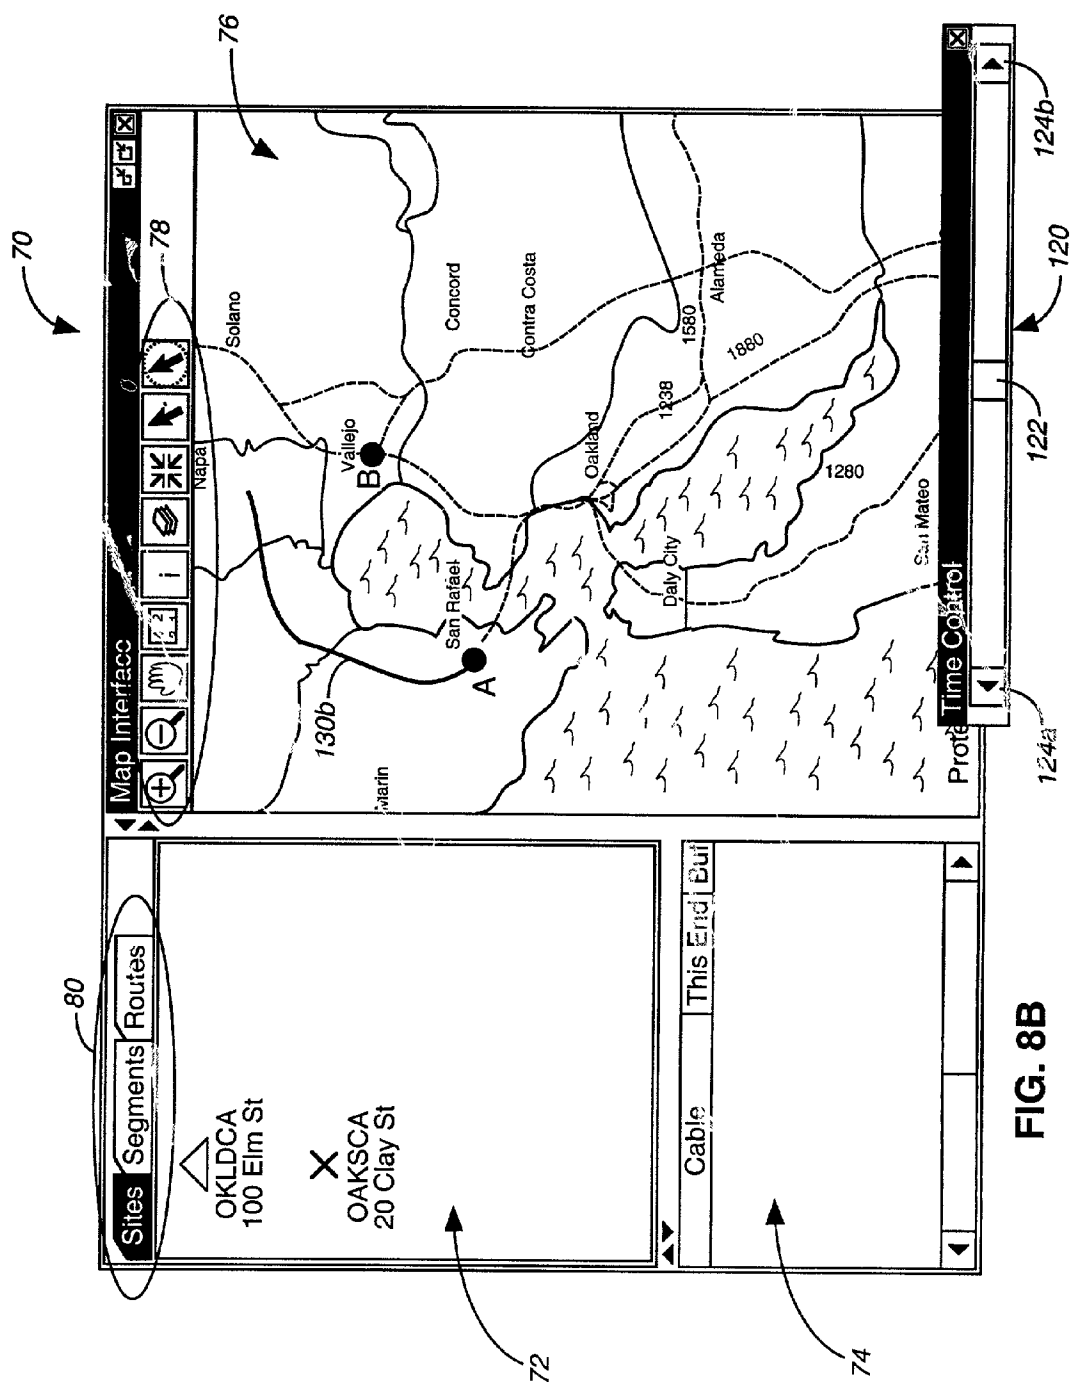 70
80
Sites Segments Routes
OKLDCA
100 Elm St
OAKSCA
20 Clay St
72
Cable This End Buf
74
Map Interface
78
76
i
Napa
Solano
Marin
130b
Vallejo
B
Concord
San Rafael
A
Contra Costa
Oakland
Daly City
1238
1580
Alameda
1880
1280
San Mateo
Prote
Time Control
124a
122
120
124b
FIG. 8B